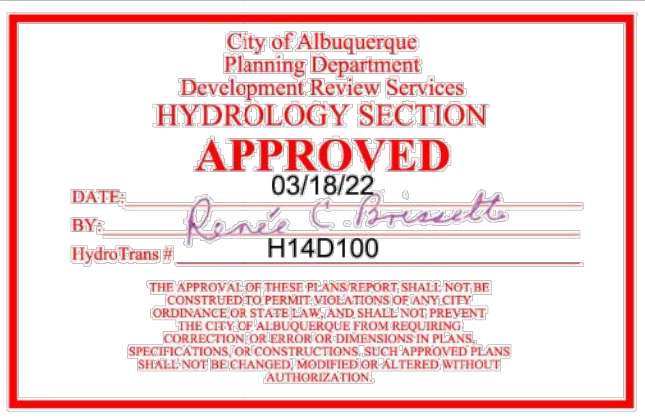 City of Albuquerque
Planning Department
Development Review Services
HYDROLOGY SECTION
APPROVED
DATE: 03/18/22
BY: Renée C. Brissette
HydroTrans # H14D100
THE APPROVAL OF THESE PLANS/REPORT SHALL NOT BE
CONSTRUED TO PERMIT VIOLATIONS OF ANY CITY
ORDINANCE OR STATE LAW, AND SHALL NOT PREVENT
THE CITY OF ALBUQUERQUE FROM REQUIRING
CORRECTION, OR ERROR OR DIMENSIONS IN PLANS,
SPECIFICATIONS, OR CONSTRUCTIONS. SUCH APPROVED PLANS
SHALL NOT BE CHANGED, MODIFIED OR ALTERED WITHOUT
AUTHORIZATION.